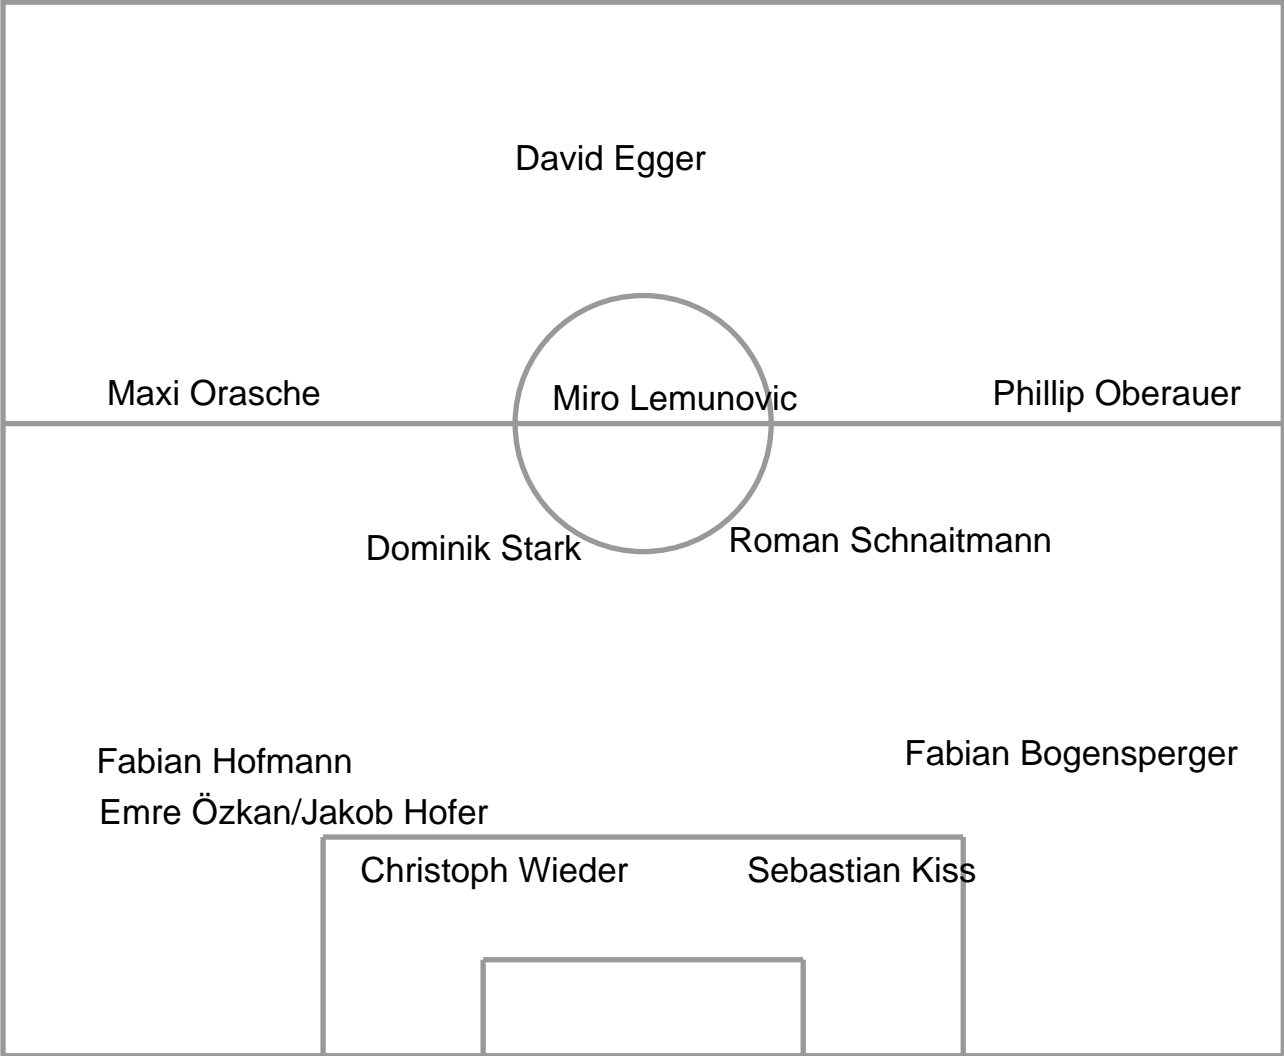 David Egger
Maxi Orasche
Miro Lemunovic
Phillip Oberauer
Dominik Stark
Roman Schnaitmann
Fabian Hofmann
Fabian Bogensperger
Emre Özkan/Jakob Hofer
Christoph Wieder
Sebastian Kiss